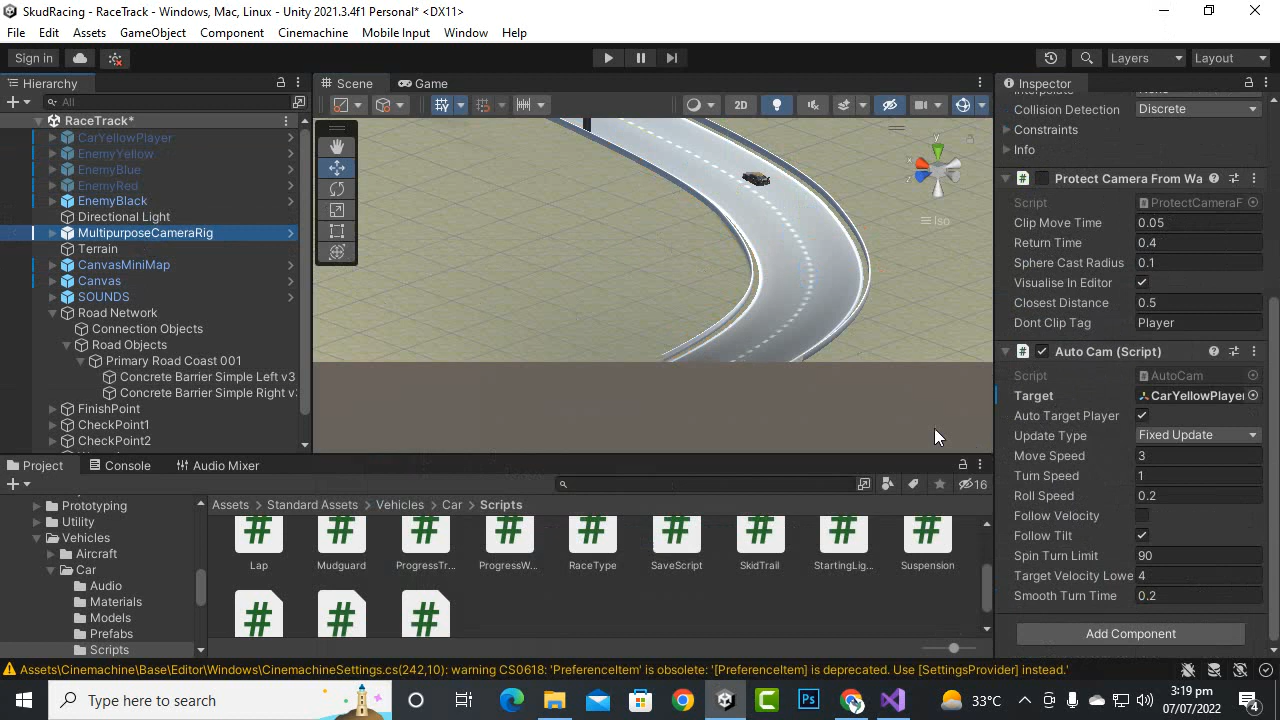 SkudRacing - RaceTrack - Windows, Mac, Linux - Unity 2021.3.4f1 Personal* <DX11>
File Edit Assets GameObject Component Cinemachine Mobile Input Window Help
Sign in
Layers
Layout
Hierarchy
All
RaceTrack*
CarYellowPlayer
EnemyYellow
EnemyBlue
EnemyRed
EnemyBlack
Directional Light
MultipurposeCameraRig
Terrain
CanvasMiniMap
Canvas
SOUNDS
Road Network
Connection Objects
Road Objects
Primary Road Coast 001
Concrete Barrier Simple Left v3
Concrete Barrier Simple Right v:
FinishPoint
CheckPoint1
CheckPoint2
Scene
Game
2D
y
x
z
Iso
Inspector
Collision Detection
Discrete
Constraints
Info
Protect Camera From Wa
Script
ProtectCameraF
Clip Move Time
0.05
Return Time
0.4
Sphere Cast Radius
0.1
Visualise In Editor
Closest Distance
0.5
Dont Clip Tag
Player
Auto Cam (Script)
Script
AutoCam
Target
CarYellowPlayer
Auto Target Player
Update Type
Fixed Update
Move Speed
3
Turn Speed
1
Roll Speed
0.2
Follow Velocity
Follow Tilt
Spin Turn Limit
90
Target Velocity Lowe
4
Smooth Turn Time
0.2
Add Component
Project
Console
Audio Mixer
16
Prototyping
Utility
Vehicles
Aircraft
Car
Audio
Materials
Models
Prefabs
Scripts
Assets > Standard Assets > Vehicles > Car > Scripts
Lap
Mudguard
ProgressTr...
ProgressW...
RaceType
SaveScript
SkidTrail
StartingLig...
Suspension
Assets\Cinemachine\Base\Editor\Windows\CinemachineSettings.cs(242,10): warning CS0618: 'PreferenceItem' is obsolete: '[PreferenceItem] is deprecated. Use [SettingsProvider] instead.'
Type here to search
33°C
3:19 pm
07/07/2022
4